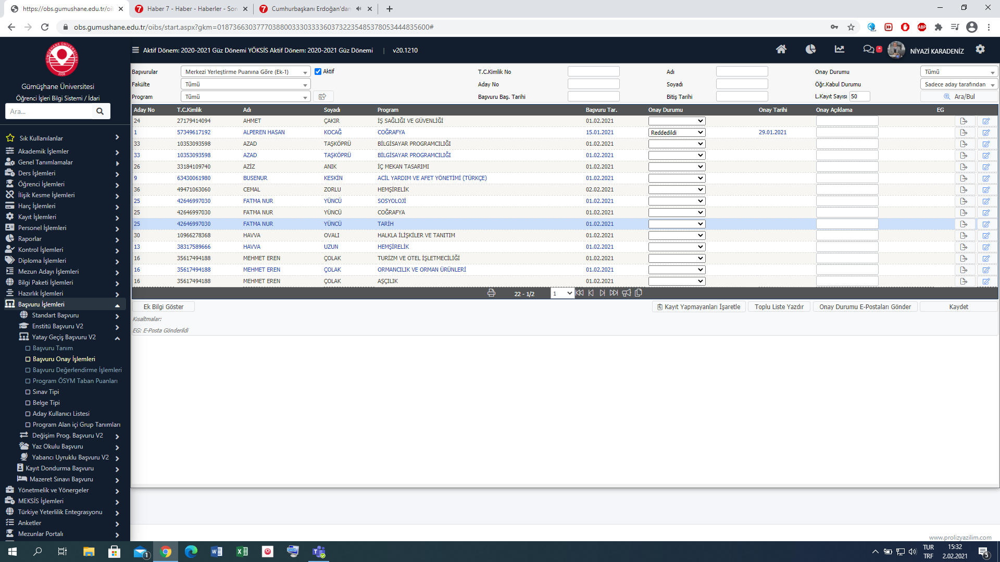 https://obs.gumushane.edu.tr/oib
Haber 7 - Haber - Haberler - Son
Cumhurbaşkanı Erdoğan'dan
obs.gumushane.edu.tr/oibs/start.aspx?gkm=0187366303777038800333033336037322354853780534448356​00#
Gümüşhane Üniversitesi
Öğrenci İşleri Bilgi Sistemi / İdari
Ara...
Sık Kullanılanlar
Akademik İşlemler
Genel Tanımlamalar
Ders İşlemleri
Öğrenci İşlemleri
İlişik Kesme İşlemleri
Harç İşlemleri
Kayıt İşlemleri
Personel İşlemleri
Raporlar
Kontrol İşlemleri
Diploma İşlemleri
Mezun Adayı İşlemleri
Bilgi Paketi İşlemleri
Hazırlık İşlemleri
Başvuru İşlemleri
Standart Başvuru
Enstitü Başvuru V2
Yatay Geçiş Başvuru V2
Başvuru Tanım
Başvuru Onay İşlemleri
Başvuru Değerlendirme İşlemleri
Program ÖSYM Taban Puanları
Sınav Tipi
Belge Tipi
Aday Kullanıcı Listesi
Program Alan içi Grup Tanımları
Değişim Prog. Başvuru V2
Yaz Okulu Başvuru
Yabancı Uyruklu Başvuru V2
Kayıt Dondurma Başvuru
Mazeret Sınavı Başvuru
Yönetmelik ve Yönergeler
MEKSİS İşlemleri
Türkiye Yeterlilik Entegrasyonu
Anketler
Mezunlar Portalı
Aktif Dönem: 2020-2021 Güz Dönemi YÖKSİS Aktif Dönem: 2020-2021 Güz Dönemi | v20.1210
NİYAZİ KARADENİZ
Başvurular Merkezi Yerleştirme Puanına Göre (Ek-1) Aktif T.C.Kimlik No Adı Onay Durumu Tümü
Fakülte Tümü Aday No Soyadı Öğr.Kabul Durumu Sadece aday tarafından
Program Tümü Başvuru Baş. Tarihi Bitiş Tarihi L.Kayıt Sayısı 50 Ara/Bul
Aday No T.C.Kimlik Adı Soyadı Program Başvuru Tar. Onay Durumu Onay Tarihi Onay Açıklama EG
24 27179414094 AHMET ÇAKIR İŞ SAĞLIĞI VE GÜVENLİĞİ 01.02.2021
1 57349617192 ALPEREN HASAN KOCAĞ COĞRAFYA 15.01.2021 Reddedildi 29.01.2021
33 10353093598 AZAD TAŞKÖPRÜ BİLGİSAYAR PROGRAMCILIĞI 01.02.2021
33 10353093598 AZAD TAŞKÖPRÜ BİLGİSAYAR PROGRAMCILIĞI 01.02.2021
26 33184109740 AZİZ ANIK İÇ MEKAN TASARIMI 01.02.2021
9 63430061980 BUSENUR KESKİN ACİL YARDIM VE AFET YÖNETİMİ (TÜRKÇE) 01.02.2021
36 49471063060 CEMAL ZORLU HEMŞİRELİK 02.02.2021
25 42646997030 FATMA NUR YÜNCÜ SOSYOLOJİ 01.02.2021
25 42646997030 FATMA NUR YÜNCÜ COĞRAFYA 01.02.2021
25 42646997030 FATMA NUR YÜNCÜ TARİH 01.02.2021
30 10966278368 HAVVA OVALI HALKLA İLİŞKİLER VE TANITIM 01.02.2021
13 38317589666 HAVVA UZUN HEMŞİRELİK 01.02.2021
16 35617494188 MEHMET EREN ÇOLAK TURİZM VE OTEL İŞLETMECİLİĞİ 01.02.2021
16 35617494188 MEHMET EREN ÇOLAK ORMANCILIK VE ORMAN ÜRÜNLERİ 01.02.2021
16 35617494188 MEHMET EREN ÇOLAK AŞÇILIK 01.02.2021
22 - 1/2 1
Ek Bilgi Göster Kayıt Yapmayanları İşaretle Toplu Liste Yazdır Onay Durumu E-Postaları Gönder Kaydet
Kısaltmalar:
EG: E-Posta Gönderildi
www.prolizyazilim.com
TUR 15:32
TRF 2.02.2021 5